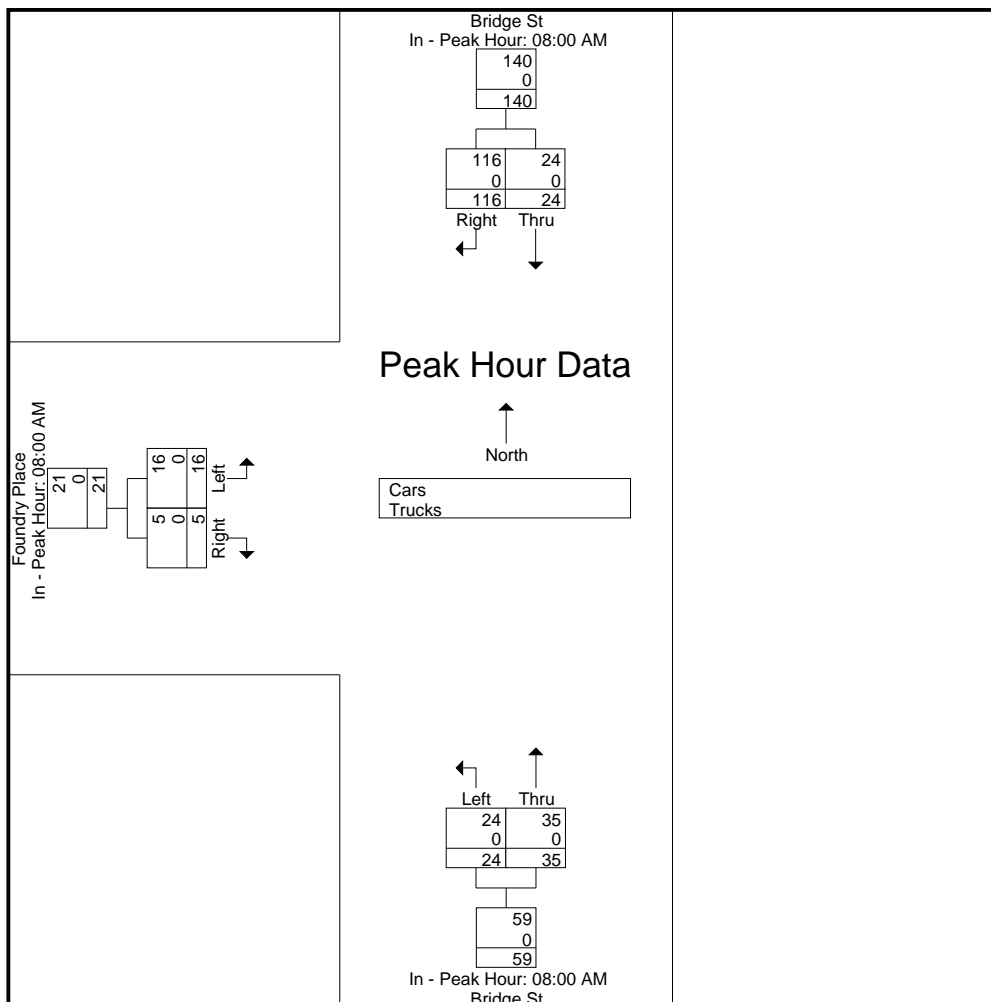 Bridge St
In - Peak Hour: 08:00 AM
140
0
140
116 24
0 0
116 24
Right Thru
Peak Hour Data
North
Cars
Trucks
Foundry Place
In - Peak Hour: 08:00 AM
21
0
21
16
0
16
Left
5
0
5
Right
Left Thru
24 35
0 0
24 35
59
0
59
In - Peak Hour: 08:00 AM
Bridge St